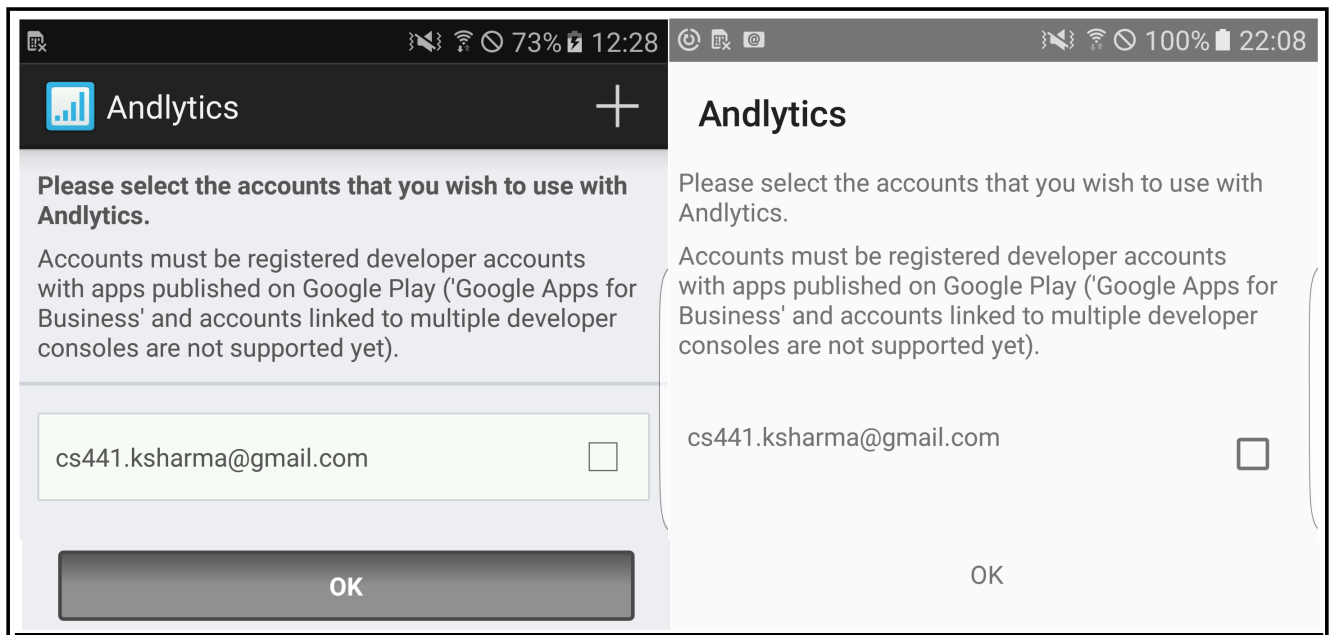 73% 12:28
Andlytics
Please select the accounts that you wish to use with
Andlytics.
Accounts must be registered developer accounts
with apps published on Google Play ('Google Apps for
Business' and accounts linked to multiple developer
consoles are not supported yet).
cs441.ksharma@gmail.com
OK
100% 22:08
Andlytics
Please select the accounts that you wish to use with
Andlytics.
Accounts must be registered developer accounts
with apps published on Google Play ('Google Apps for
Business' and accounts linked to multiple developer
consoles are not supported yet).
cs441.ksharma@gmail.com
OK